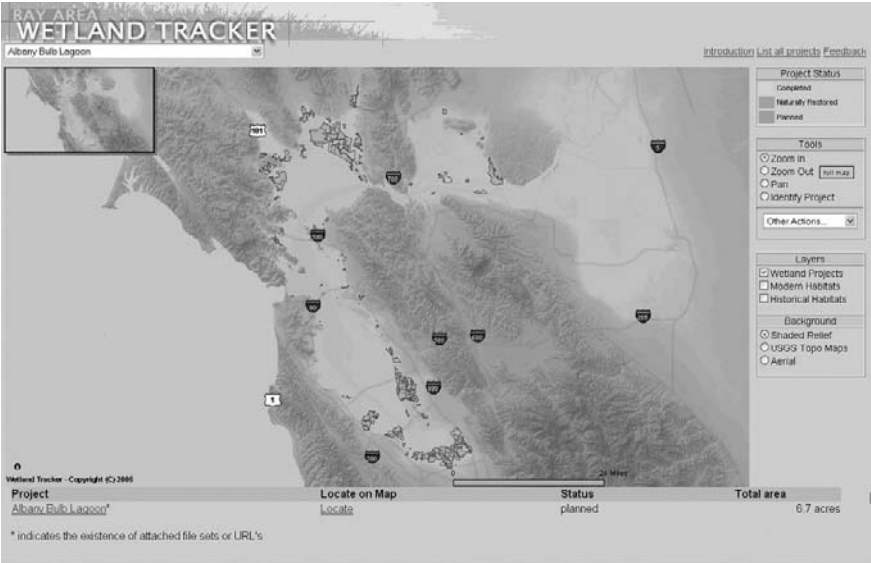 BAY AREA
WETLAND TRACKER
Albany Bulb Lagoon
Introduction List all projects Feedback
Project Status
Completed
Naturally Restored
Planned
Tools
Zoom In
Zoom Out full map
Pan
Identify Project
Other Actions...
Layers
Wetland Projects
Modern Habitats
Historical Habitats
Background
Shaded Relief
USGS Topo Maps
Aerial
101
5
80
1
0
Wetland Tracker - Copyright (C) 2005
Project Locate on Map Status Total area
Albany Bulb Lagoon* Locate planned 6.7 acres
* indicates the existence of attached file sets or URL's